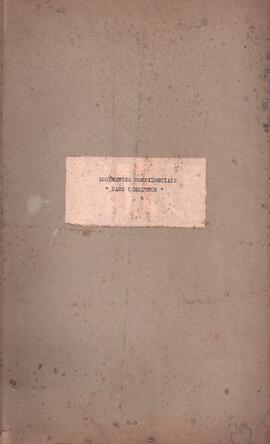 DOCUMENTOS CONFIDENCIAIS
" CASO